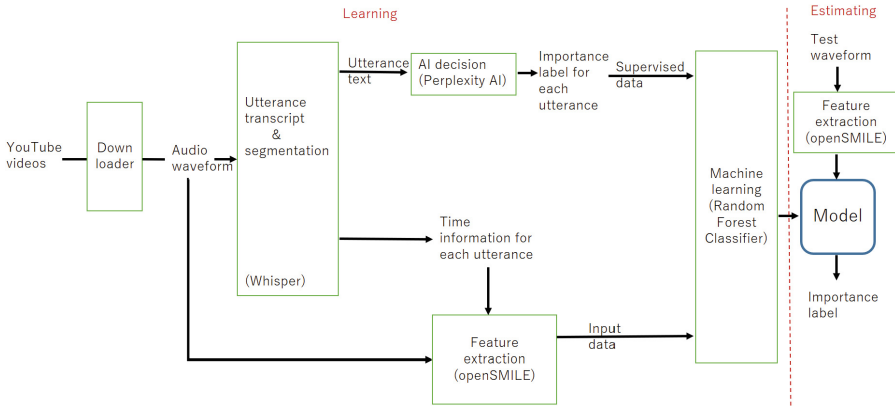 Learning
Estimating
YouTube
videos
Down
loader
Audio
waveform
Utterance
transcript
&
segmentation
(Whisper)
Utterance
text
AI decision
(Perplexity AI)
Importance
label for
each
utterance
Supervised
data
Time
information for
each utterance
Feature
extraction
(openSMILE)
Input
data
Machine
learning
(Random
Forest
Classifier)
Test
waveform
Feature
extraction
(openSMILE)
Model
Importance
label